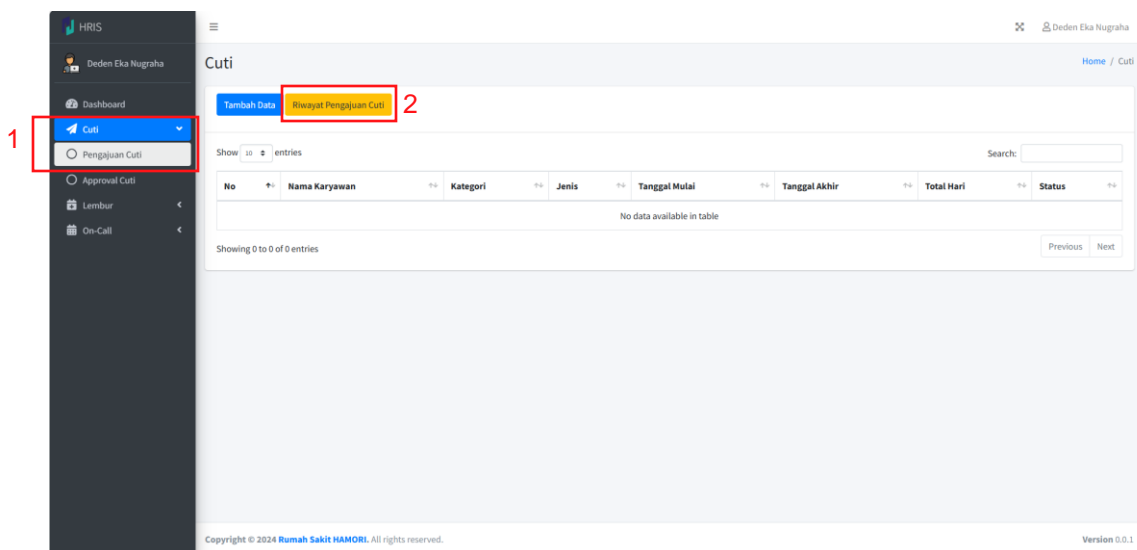 HRIS
Deden Eka Nugraha
Deden Eka Nugraha
Cuti
Home / Cuti
Dashboard
Cuti
Pengajuan Cuti
Approval Cuti
Lembur
On-Call
1
Tambah Data
Riwayat Pengajuan Cuti
2
Show 10 entries
Search:
No Nama Karyawan Kategori Jenis Tanggal Mulai Tanggal Akhir Total Hari Status
No data available in table
Showing 0 to 0 of 0 entries
Previous Next
Copyright © 2024 Rumah Sakit HAMORI. All rights reserved.
Version 0.0.1